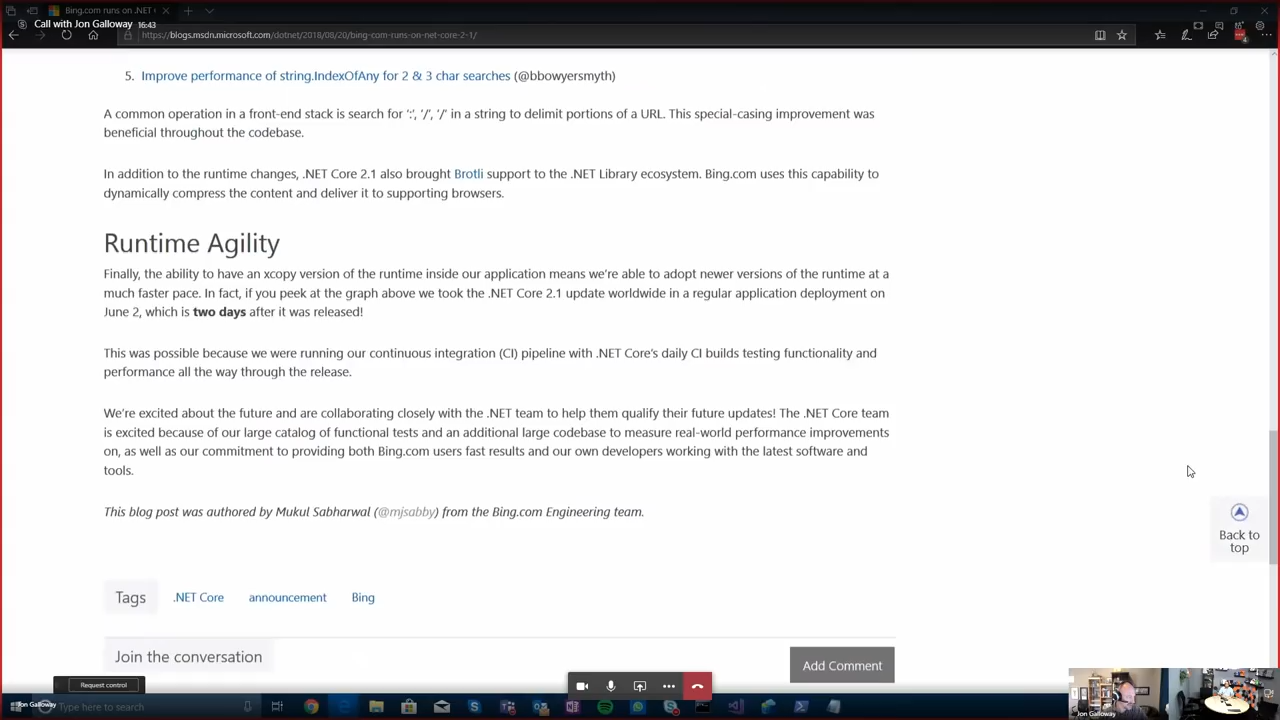 Bing.com runs on .NET
Call with Jon Galloway 16:43
https://blogs.msdn.microsoft.com/dotnet/2018/08/20/bing-com-runs-on-net-core-2-1/
5. Improve performance of string.IndexOfAny for 2 & 3 char searches (@bbowyersmyth)
A common operation in a front-end stack is search for ‘:’, ‘/’, ‘/’ in a string to delimit portions of a URL. This special-casing improvement was
beneficial throughout the codebase.
In addition to the runtime changes, .NET Core 2.1 also brought Brotli support to the .NET Library ecosystem. Bing.com uses this capability to
dynamically compress the content and deliver it to supporting browsers.
Runtime Agility
Finally, the ability to have an xcopy version of the runtime inside our application means we’re able to adopt newer versions of the runtime at a
much faster pace. In fact, if you peek at the graph above we took the .NET Core 2.1 update worldwide in a regular application deployment on
June 2, which is two days after it was released!
This was possible because we were running our continuous integration (CI) pipeline with .NET Core’s daily CI builds testing functionality and
performance all the way through the release.
We’re excited about the future and are collaborating closely with the .NET team to help them qualify their future updates! The .NET Core team
is excited because of our large catalog of functional tests and an additional large codebase to measure real-world performance improvements
on, as well as our commitment to providing both Bing.com users fast results and our own developers working with the latest software and
tools.
This blog post was authored by Mukul Sabharwal (@mjsabby) from the Bing.com Engineering team.
Back to
top
Tags .NET Core announcement Bing
Join the conversation
Add Comment
Request control
Jon Galloway
Type here to search
Jon Galloway